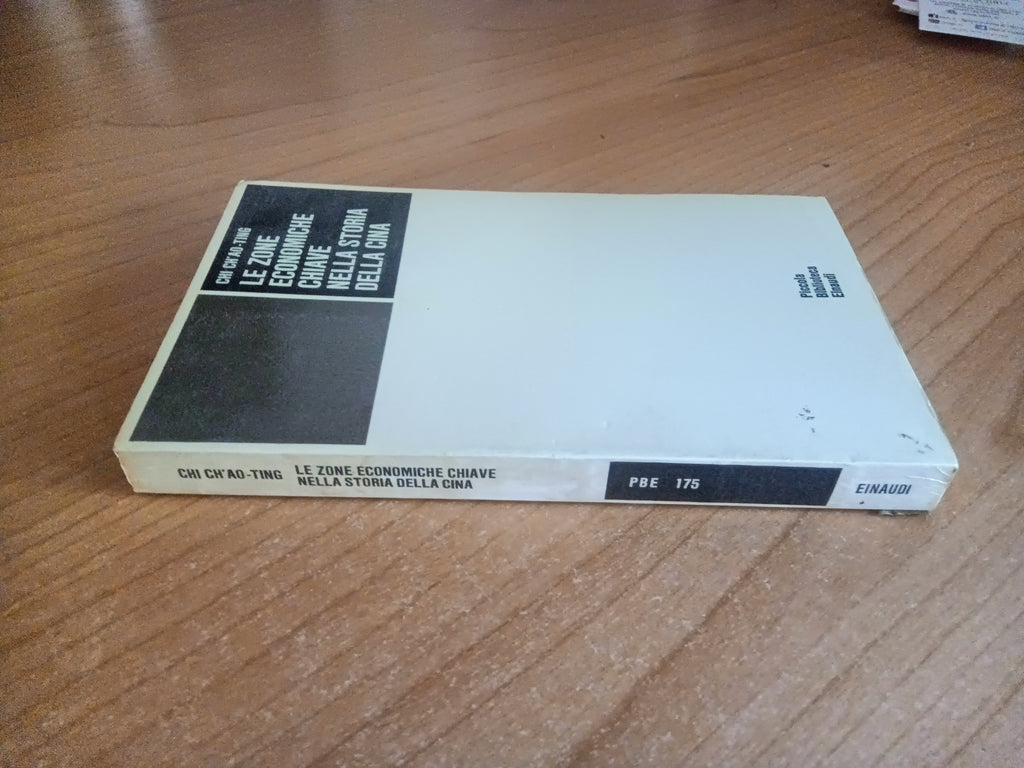 CHI CH'AO-TING
LE ZONE
ECONOMICHE
CHIAVE
NELLA STORIA
DELLA CINA
Piccola
Biblioteca
Einaudi
CHI CH'AO-TING
LE ZONE ECONOMICHE CHIAVE
NELLA STORIA DELLA CINA
PBE 175
EINAUDI